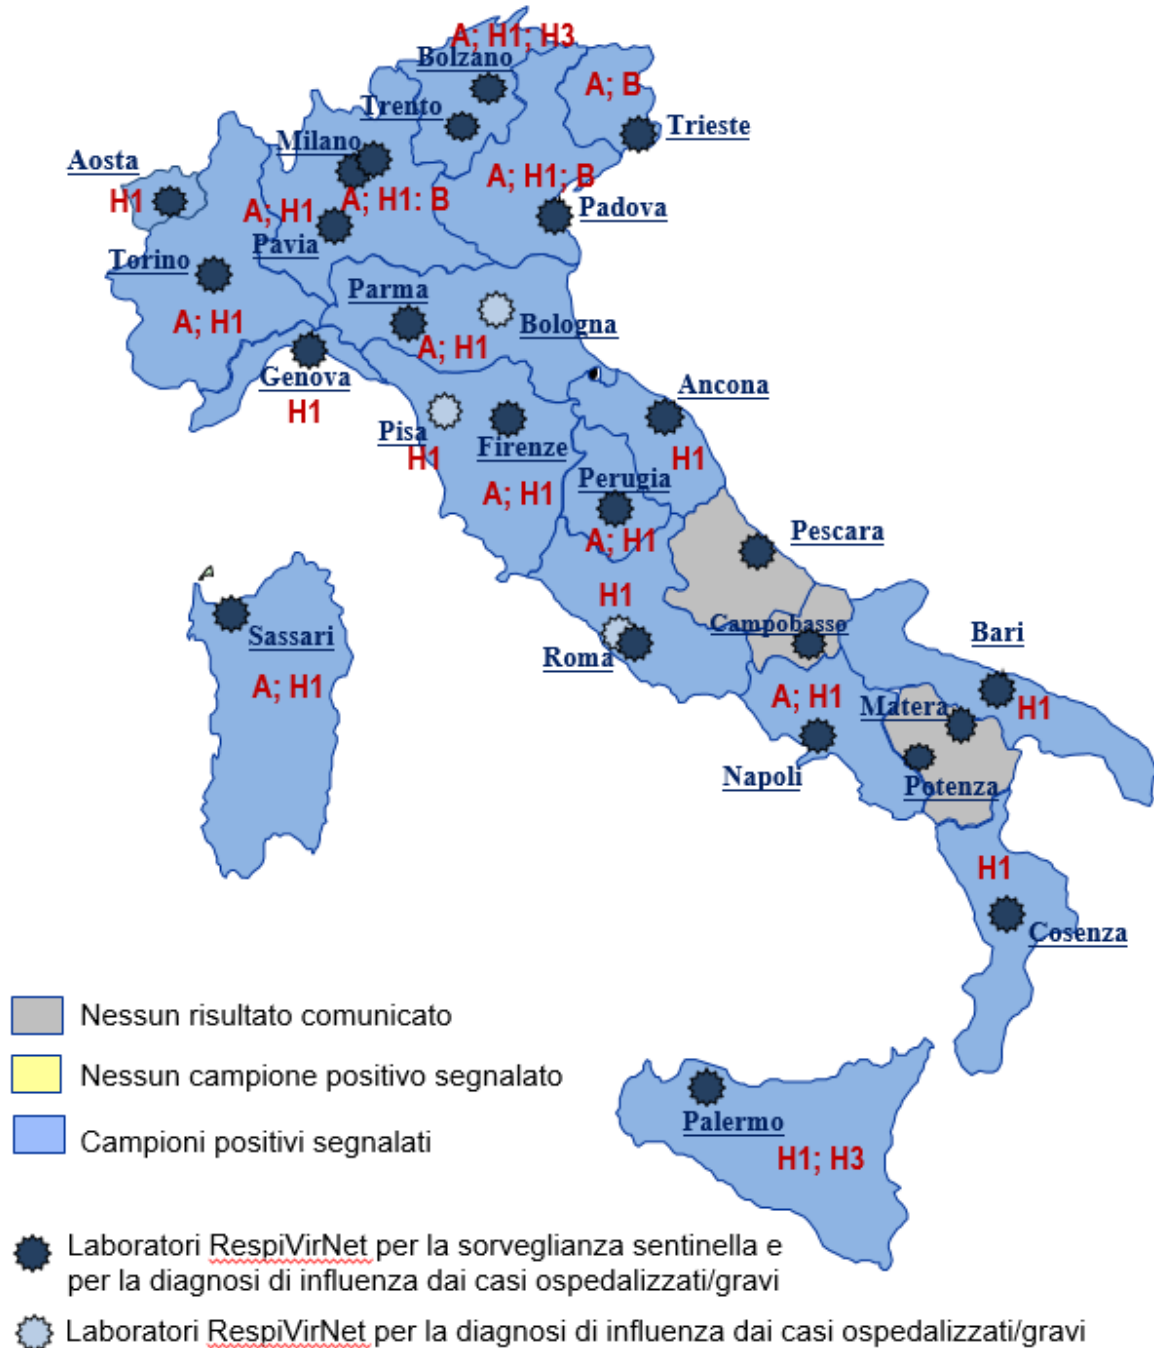 A; H1; H3
Bolzano
A; B
Trento
Trieste
Milano
Aosta
A; H1; B
H1
A; H1
A; H1: B
Padova
Pavia
Torino
Parma
A; H1
Bologna
A; H1
Genova
Ancona
H1
Pisa
Firenze
H1
H1
Perugia
A; H1
A; H1
Pescara
H1
Campobasso
Sassari
Roma
Bari
A; H1
A; H1
Matera
H1
Napoli
Potenza
H1
Cosenza
Nessun risultato comunicato
Nessun campione positivo segnalato
Campioni positivi segnalati
Palermo
H1; H3
Laboratori RespiVirNet per la sorveglianza sentinella e
per la diagnosi di influenza dai casi ospedalizzati/gravi
Laboratori RespiVirNet per la diagnosi di influenza dai casi ospedalizzati/gravi